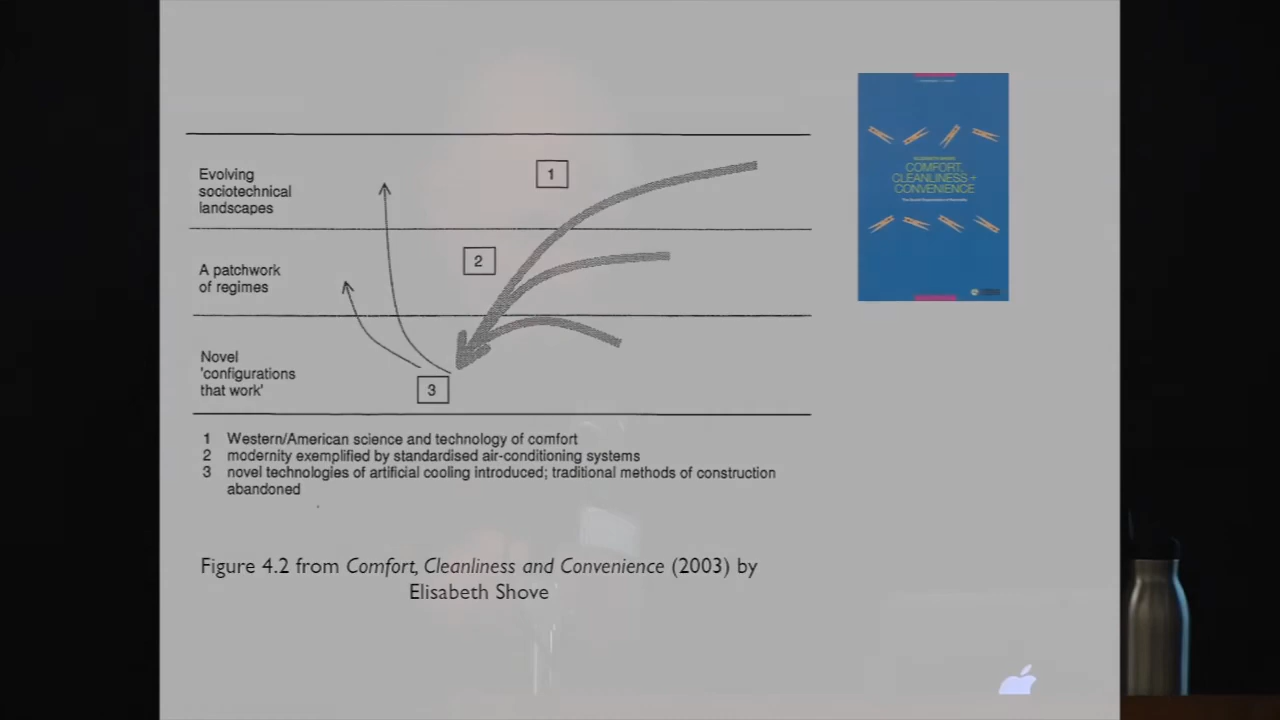 Evolving
sociotechnical
landscapes
1
A patchwork
of regimes
2
Novel
'configurations
that work'
3
1 Western/American science and technology of comfort
2 modernity exemplified by standardised air-conditioning systems
3 novel technologies of artificial cooling introduced; traditional methods of construction
abandoned
Figure 4.2 from Comfort, Cleanliness and Convenience (2003) by
Elisabeth Shove
COMFORT,
CLEANLINESS +
CONVENIENCE